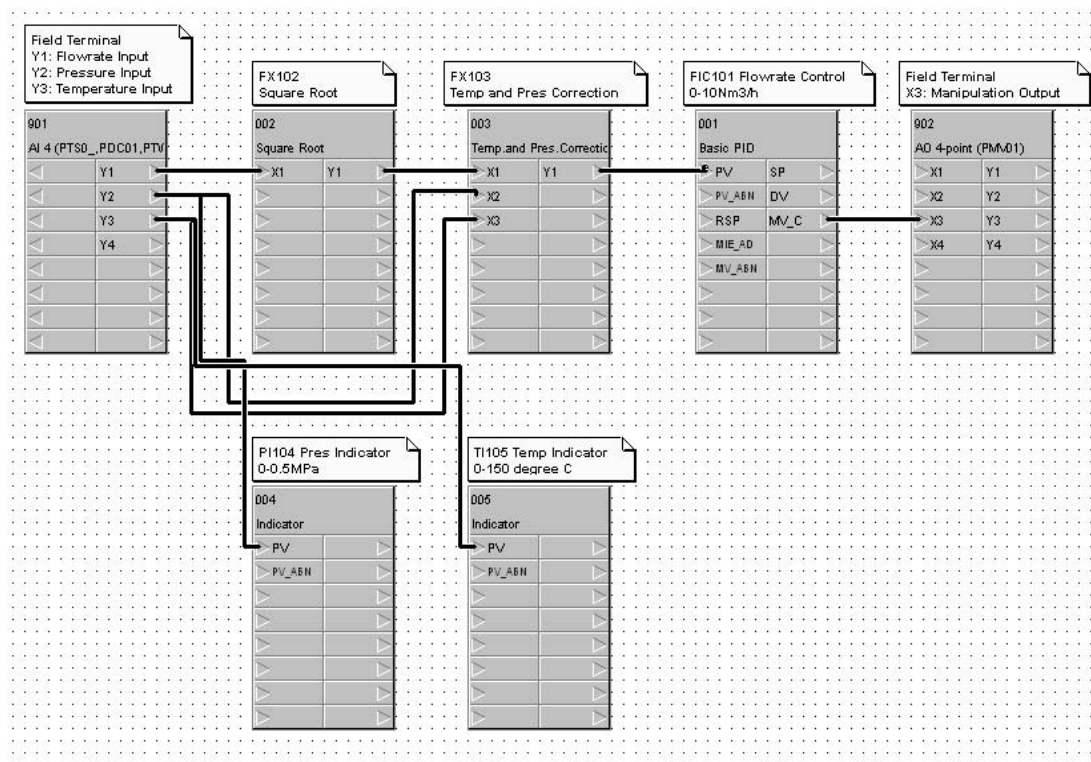 Field Terminal
Y1: Flowrate Input
Y2: Pressure Input
Y3: Temperature Input
FX102
Square Root
FX103
Temp and Pres Correction
FIC101 Flowrate Control
0-10Nm3/h
Field Terminal
X3: Manipulation Output
901
AI 4 (PTS0_,PDC01,PTV
Y1
Y2
Y3
Y4
002
Square Root
X1 Y1
003
Temp.and Pres.Correctic
X1 Y1
X2
X3
001
Basic PID
PV SP
PV_ABN DV
RSP MV_C
MIE_AD
MV_ABN
902
AO 4-point (PMV01)
X1 Y1
X2 Y2
X3 Y3
X4 Y4
PI104 Pres Indicator
0-0.5MPa
TI105 Temp Indicator
0-150 degree C
004
Indicator
PV
PV_ABN
005
Indicator
PV
PV_ABN